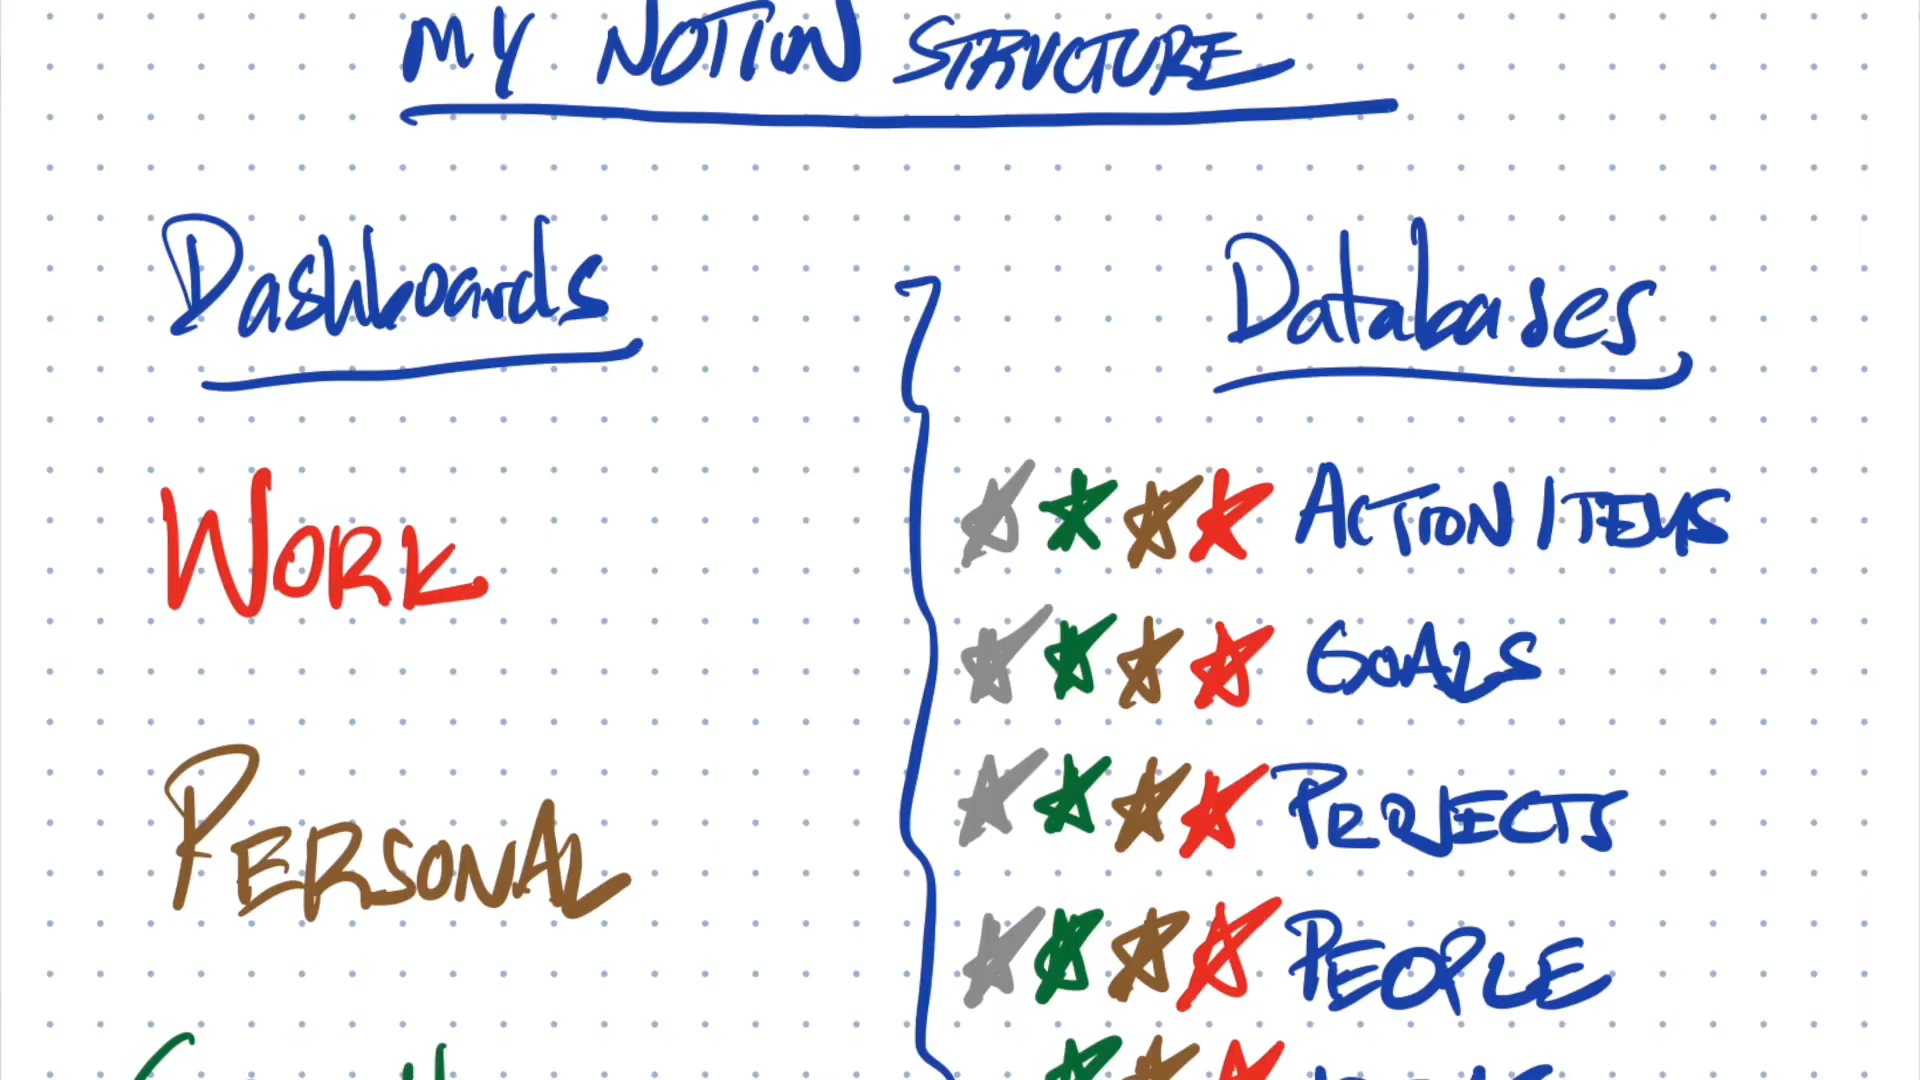 MY NOTION STRUCTURE
Dashboards
Databases
WORK
ACTION ITEMS
GOALS
PERSONAL
PROJECTS
PEOPLE